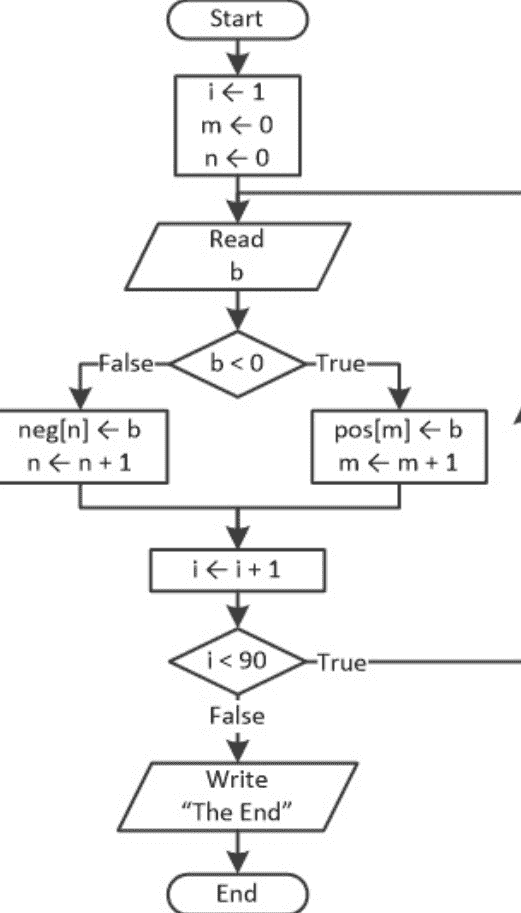 Start
i ← 1
m ← 0
n ← 0
Read
b
b < 0
False
True
neg[n] ← b
n ← n + 1
pos[m] ← b
m ← m + 1
i ← i + 1
i < 90
True
False
Write
“The End”
End